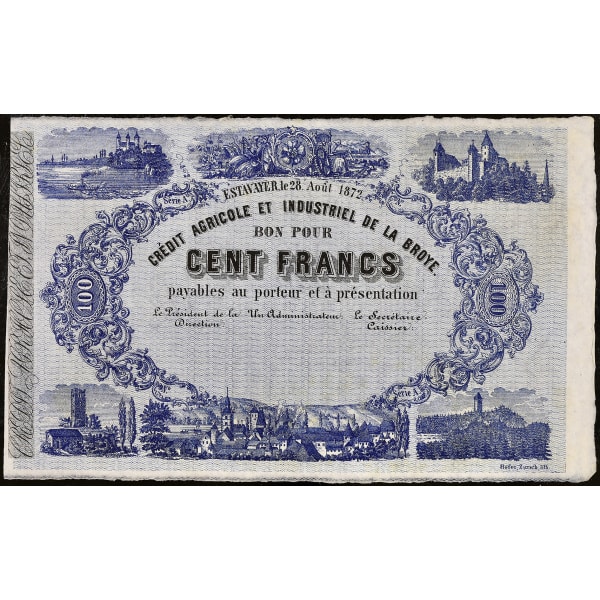 ESTAVAYER, le 28 Août 1872
Série A
CRÉDIT AGRICOLE ET INDUSTRIEL DE LA BROYE.
BON POUR
CENT FRANCS
100
100
payables au porteur et à présentation
Le Président de la Direction
Un Administrateur
Le Secrétaire Caissier
Série A